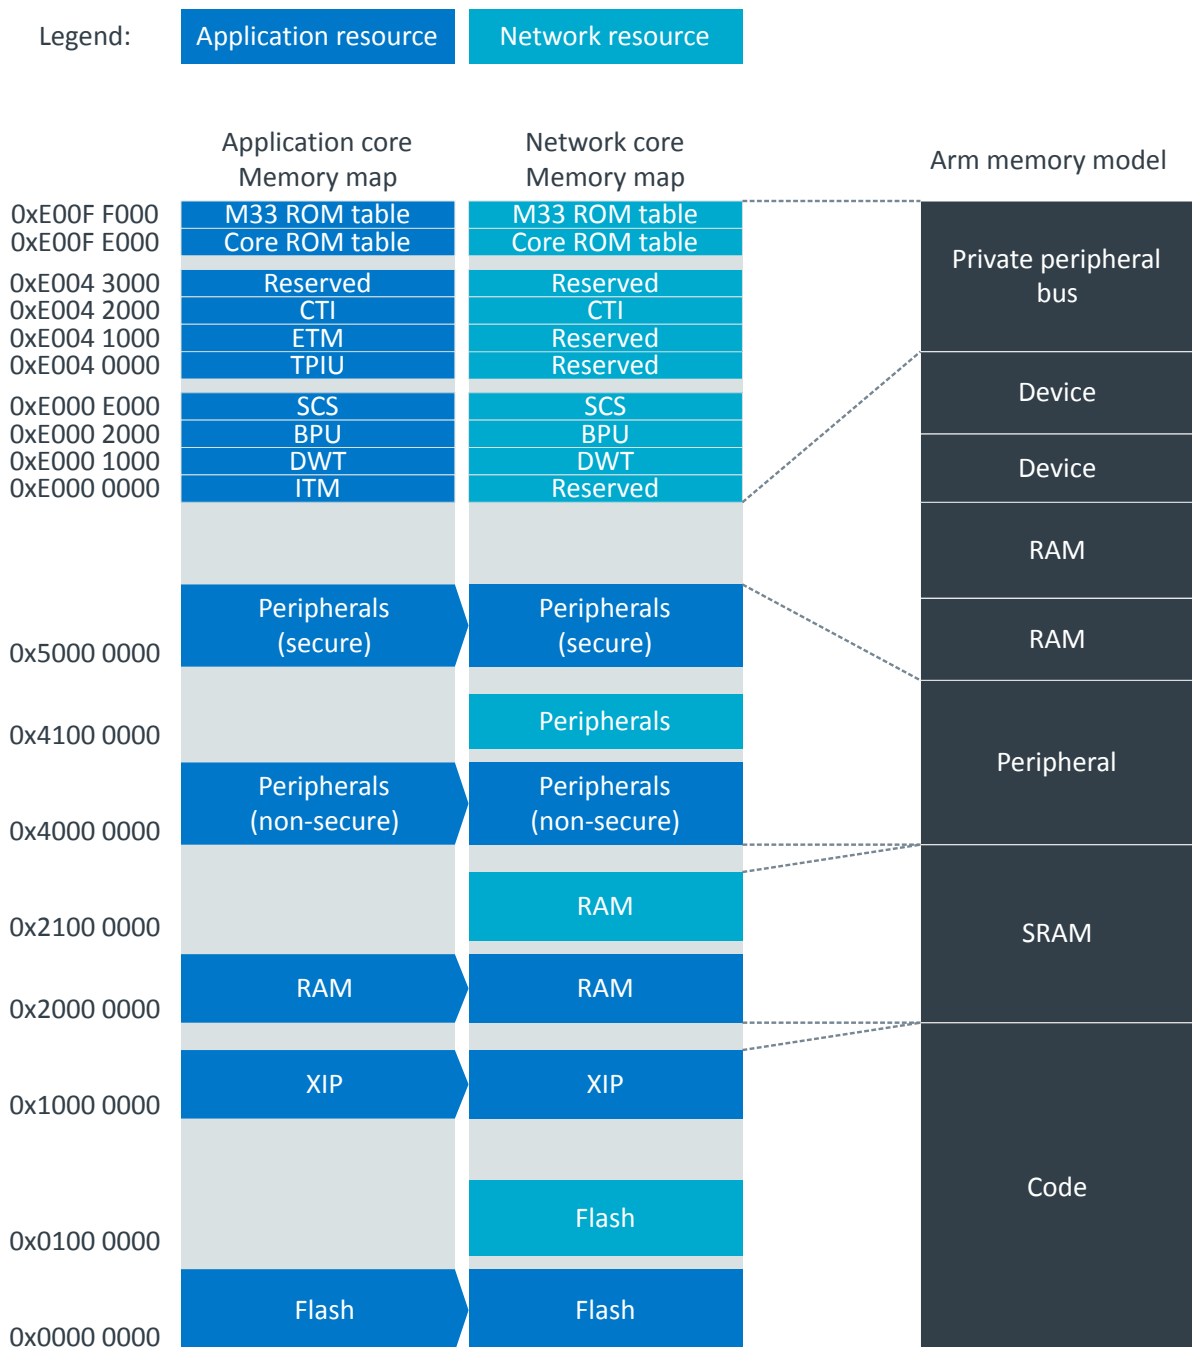 Legend:
Application resource
Network resource
Application core
Memory map
Network core
Memory map
Arm memory model
0xE00F F000
M33 ROM table
M33 ROM table
0xE00F E000
Core ROM table
Core ROM table
Private peripheral
bus
0xE004 3000
Reserved
Reserved
0xE004 2000
CTI
CTI
0xE004 1000
ETM
Reserved
0xE004 0000
TPIU
Reserved
Device
0xE000 E000
SCS
SCS
0xE000 2000
BPU
BPU
0xE000 1000
DWT
DWT
Device
0xE000 0000
ITM
Reserved
RAM
Peripherals
(secure)
Peripherals
(secure)
RAM
0x5000 0000
Peripherals
0x4100 0000
Peripheral
Peripherals
(non-secure)
Peripherals
(non-secure)
0x4000 0000
RAM
0x2100 0000
SRAM
RAM
RAM
0x2000 0000
XIP
XIP
0x1000 0000
Code
Flash
0x0100 0000
Flash
Flash
0x0000 0000